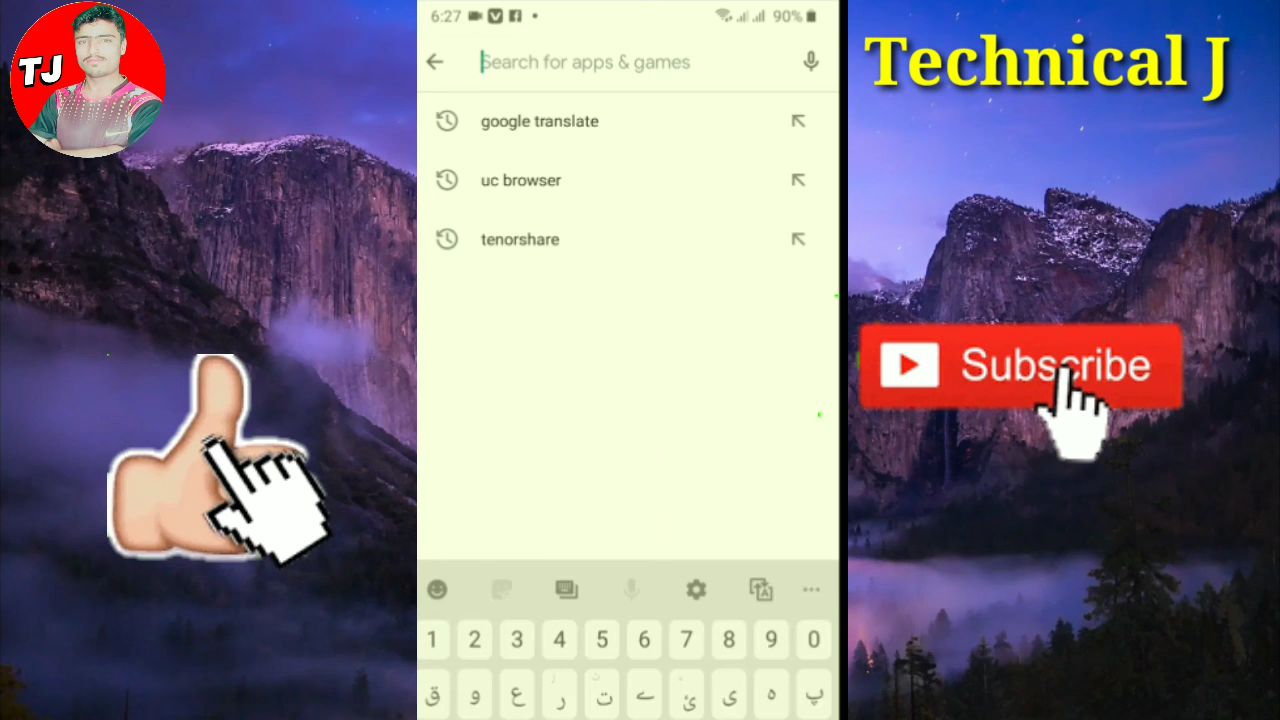 TJ
Technical J
6:27
90%
Search for apps & games
google translate
uc browser
tenorshare
Subscribe
1 2 3 4 5 6 7 8 9 0
ق و ع ر ت ے ئ ی ہ پ